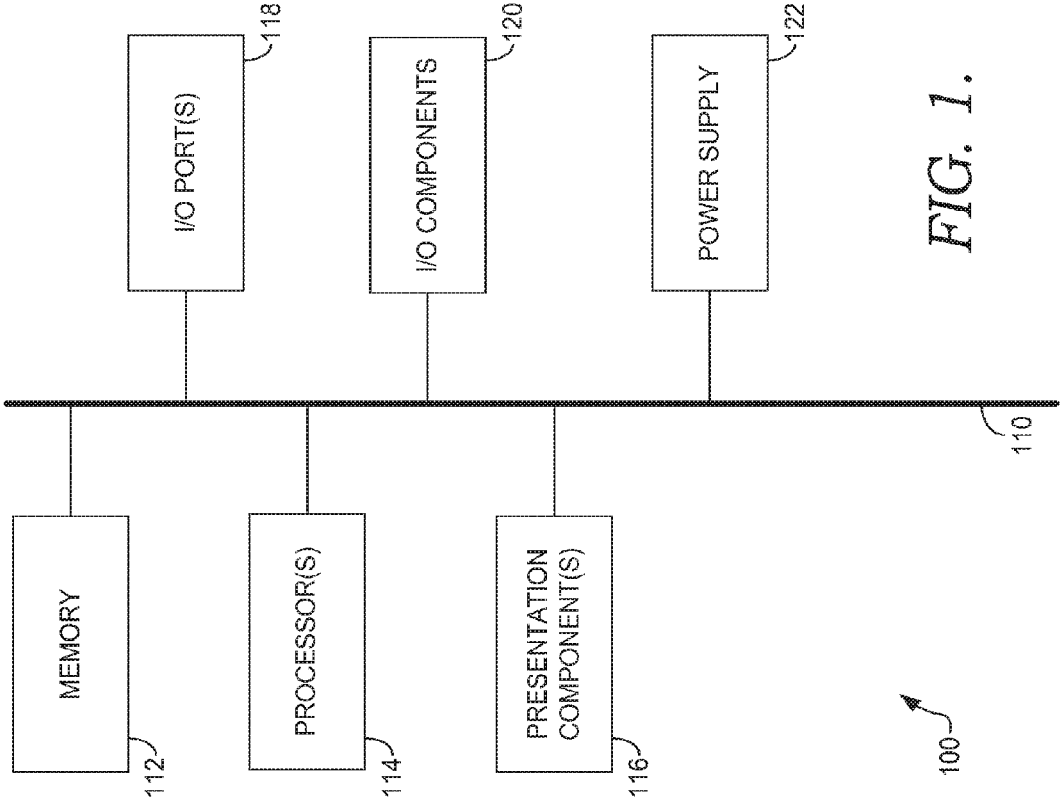 MEMORY
112
PROCESSOR(S)
114
PRESENTATION
COMPONENT(S)
116
100
I/O PORT(S)
118
I/O COMPONENTS
120
POWER SUPPLY
122
110
FIG. 1.